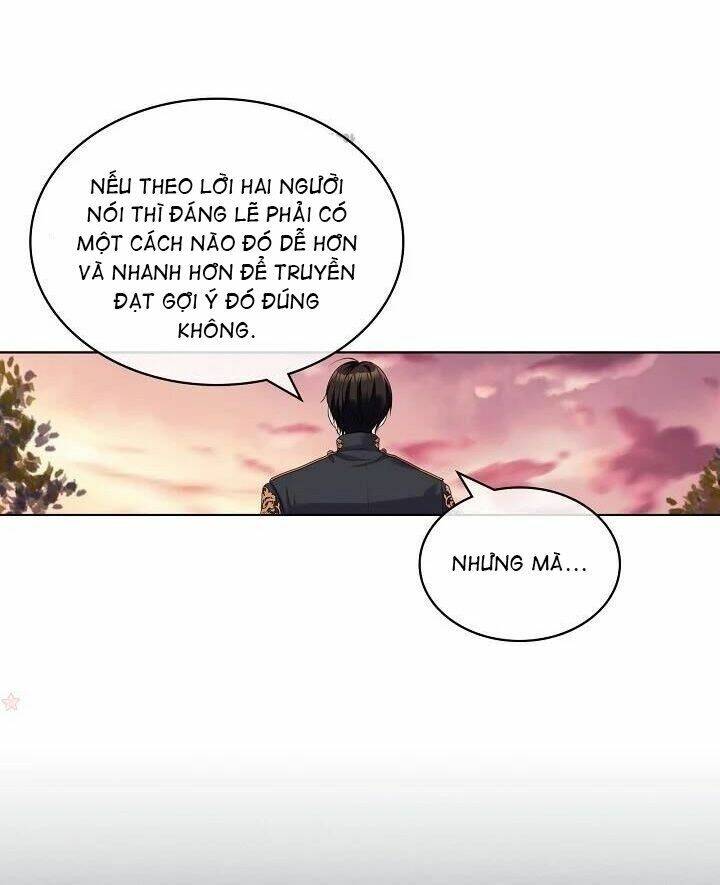 NẾU THEO LỜI HAI NGƯỜI
NÓI THÌ ĐÁNG LẼ PHẢI CÓ
MỘT CÁCH NÀO ĐÓ DỄ HƠN
VÀ NHANH HƠN ĐỂ TRUYỀN
ĐẠT GỢI Ý ĐÓ ĐÚNG
KHÔNG.
NHƯNG MÀ...